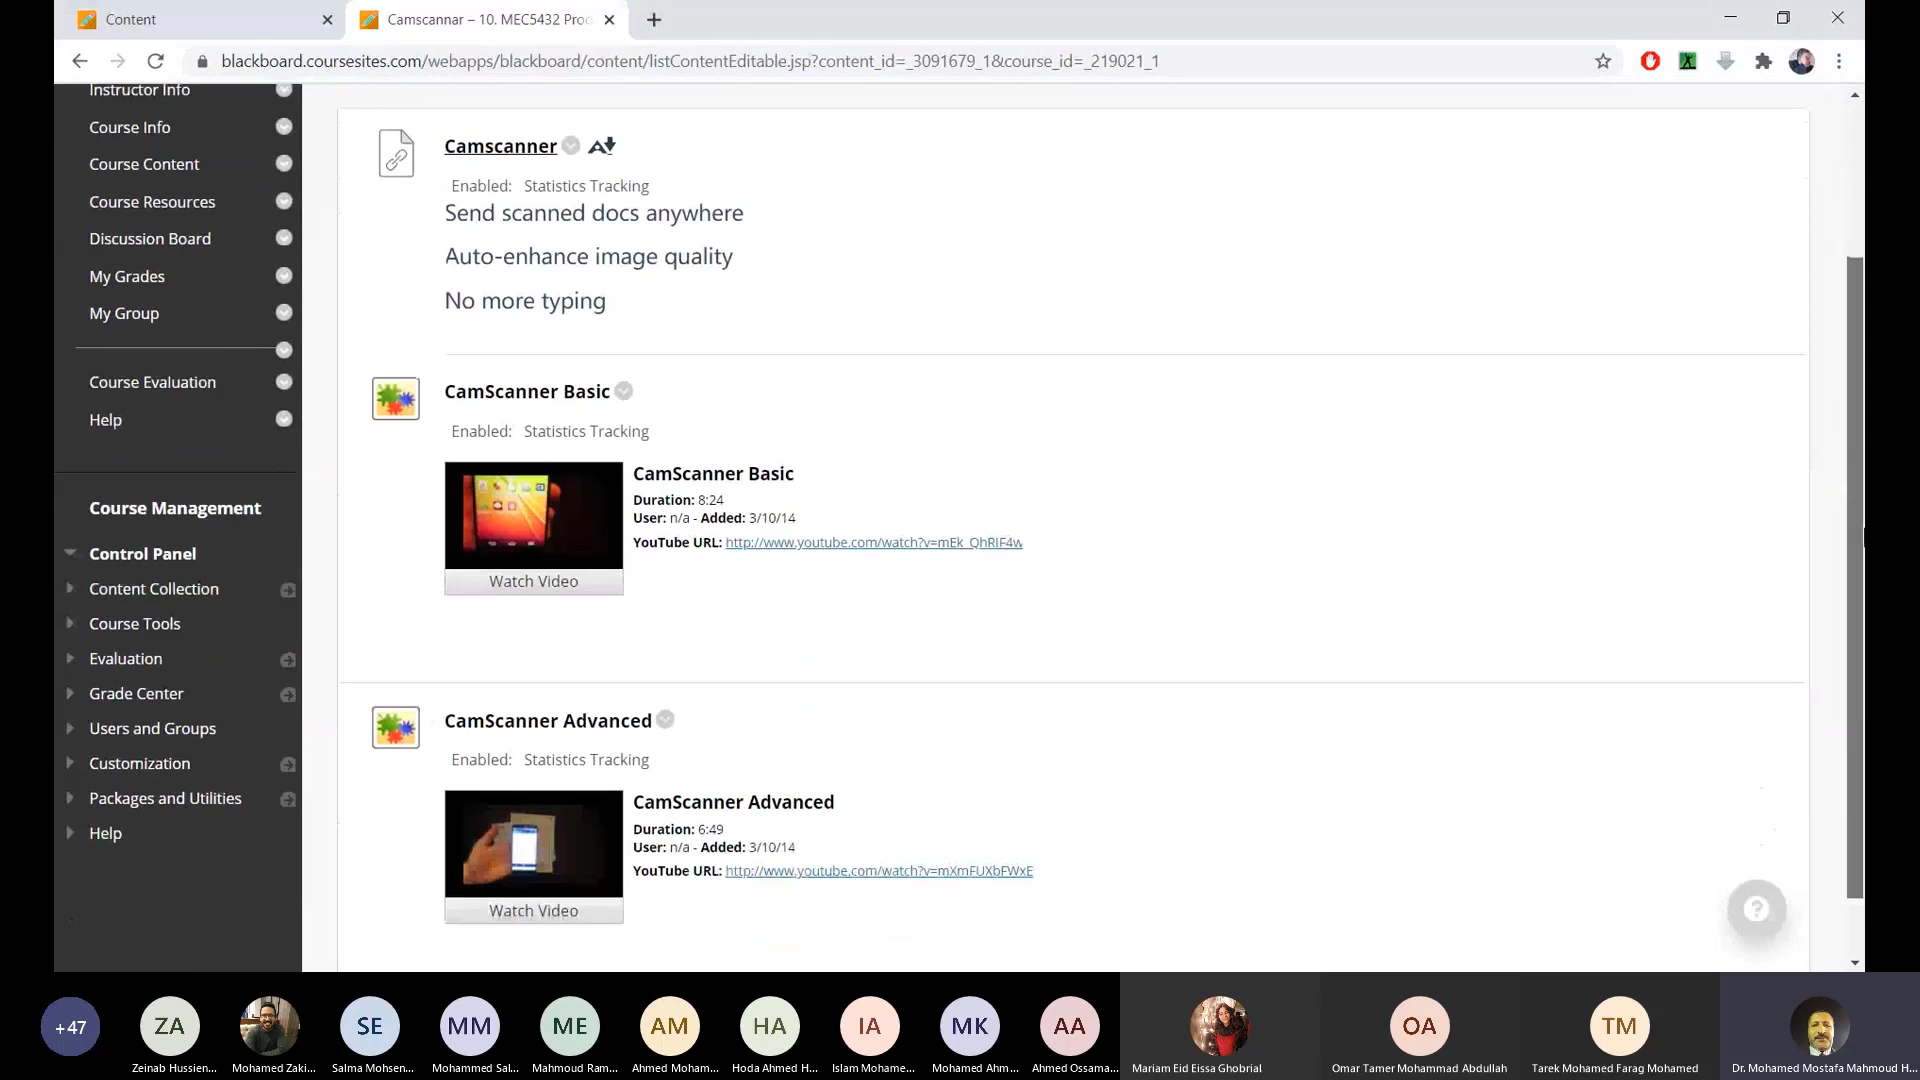 Content
Camscannar – 10. MEC5432 Prod
blackboard.coursesites.com/webapps/blackboard/content/listContentEditable.jsp?content_id=_3091679_1&course_id=_219021_1
Instructor Info
Course Info
Course Content
Course Resources
Discussion Board
My Grades
My Group
Course Evaluation
Help
Course Management
Control Panel
Content Collection
Course Tools
Evaluation
Grade Center
Users and Groups
Customization
Packages and Utilities
Help
Camscanner
Enabled: Statistics Tracking
Send scanned docs anywhere
Auto-enhance image quality
No more typing
CamScanner Basic
Enabled: Statistics Tracking
CamScanner Basic
Duration: 8:24
User: n/a - Added: 3/10/14
YouTube URL: http://www.youtube.com/watch?v=mEk_QhRIF4w
Watch Video
CamScanner Advanced
Enabled: Statistics Tracking
CamScanner Advanced
Duration: 6:49
User: n/a - Added: 3/10/14
YouTube URL: http://www.youtube.com/watch?v=mXmFUXbFWxE
Watch Video
+47
ZA
SE
MM
ME
AM
HA
IA
MK
AA
OA
TM
Zeinab Hussien...
Mohamed Zaki...
Salma Mohsen...
Mohammed Sal...
Mahmoud Ram...
Ahmed Moham...
Hoda Ahmed H...
Islam Mohame...
Mohamed Ahm...
Ahmed Ossama...
Mariam Eid Eissa Ghobrial
Omar Tamer Mohammad Abdullah
Tarek Mohamed Farag Mohamed
Dr. Mohamed Mostafa Mahmoud H...